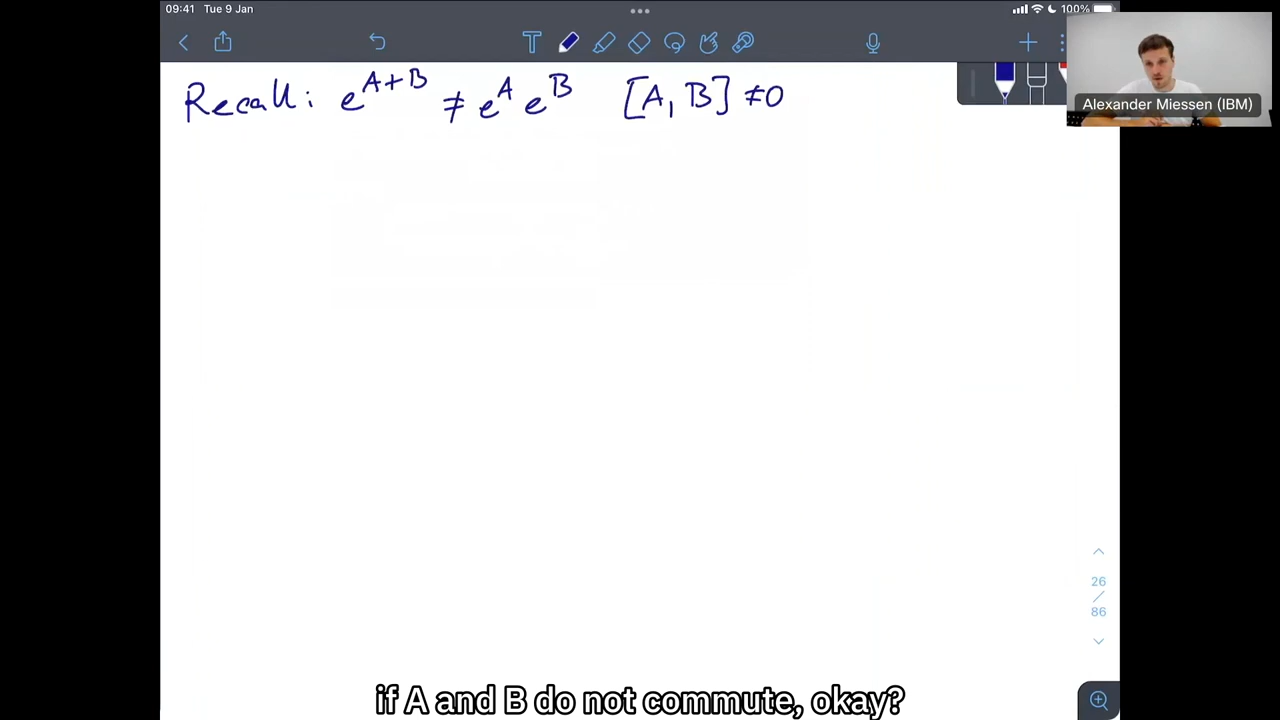 09:41 Tue 9 Jan
100%
T
Recall: e^{A+B} ≠ e^A e^B [A, B] ≠ 0
Alexander Miessen (IBM)
26
/
86
if A and B do not commute, okay?